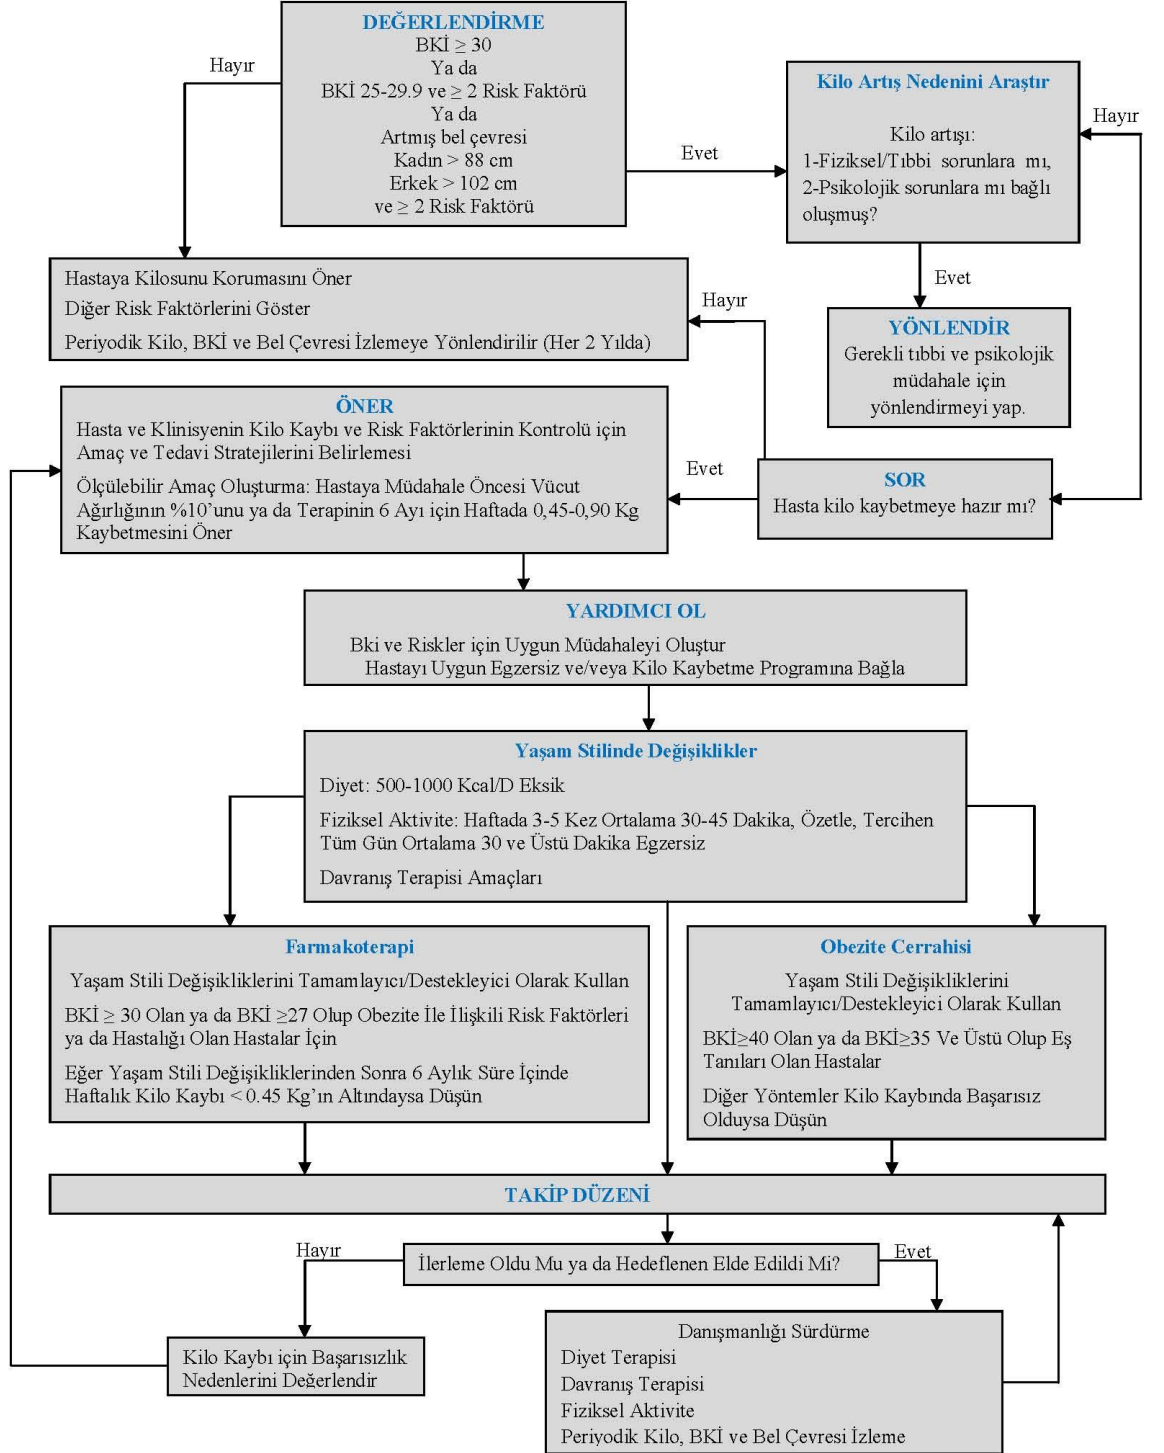 DEĞERLENDİRME
BKİ ≥ 30
Ya da
BKİ 25-29.9 ve ≥ 2 Risk Faktörü
Ya da
Artmış bel çevresi
Kadın > 88 cm
Erkek > 102 cm
ve ≥ 2 Risk Faktörü
Hayır
Evet
Kilo Artış Nedenini Araştır
Kilo artışı:
1-Fiziksel/Tıbbi sorunlara mı,
2-Psikolojik sorunlara mı bağlı
oluşmuş?
Hayır
Evet
Hastaya Kilosunu Korumasını Öner
Diğer Risk Faktörlerini Göster
Periyodik Kilo, BKİ ve Bel Çevresi İzlemeye Yönlendirilir (Her 2 Yılda)
Hayır
YÖNLENDİR
Gerekli tıbbi ve psikolojik
müdahale için
yönlendirmeyi yap.
ÖNER
Hasta ve Klinisyenin Kilo Kaybı ve Risk Faktörlerinin Kontrolü için
Amaç ve Tedavi Stratejilerini Belirlemesi
Ölçülebilir Amaç Oluşturma: Hastaya Müdahale Öncesi Vücut
Ağırlığının %10’unu ya da Terapinin 6 Ayı için Haftada 0,45-0,90 Kg
Kaybetmesini Öner
Evet
SOR
Hasta kilo kaybetmeye hazır mı?
YARDIMCI OL
Bki ve Riskler için Uygun Müdahaleyi Oluştur
Hastayı Uygun Egzersiz ve/veya Kilo Kaybetme Programına Bağla
Yaşam Stilinde Değişiklikler
Diyet: 500-1000 Kcal/D Eksik
Fiziksel Aktivite: Haftada 3-5 Kez Ortalama 30-45 Dakika, Özetle, Tercihen
Tüm Gün Ortalama 30 ve Üstü Dakika Egzersiz
Davranış Terapisi Amaçları
Farmakoterapi
Yaşam Stili Değişikliklerini Tamamlayıcı/Destekleyici Olarak Kullan
BKİ ≥ 30 Olan ya da BKİ ≥27 Olup Obezite İle İlişkili Risk Faktörleri
ya da Hastalığı Olan Hastalar İçin
Eğer Yaşam Stili Değişikliklerinden Sonra 6 Aylık Süre İçinde
Haftalık Kilo Kaybı < 0.45 Kg’ın Altındaysa Düşün
Obezite Cerrahisi
Yaşam Stili Değişikliklerini
Tamamlayıcı/Destekleyici Olarak Kullan
BKİ≥40 Olan ya da BKİ≥35 Ve Üstü Olup Eş
Tanıları Olan Hastalar
Diğer Yöntemler Kilo Kaybında Başarısız
Olduysa Düşün
TAKİP DÜZENİ
Hayır
İlerleme Oldu Mu ya da Hedeflenen Elde Edildi Mi?
Evet
Kilo Kaybı için Başarısızlık
Nedenlerini Değerlendir
Danışmanlığı Sürdürme
Diyet Terapisi
Davranış Terapisi
Fiziksel Aktivite
Periyodik Kilo, BKİ ve Bel Çevresi İzleme